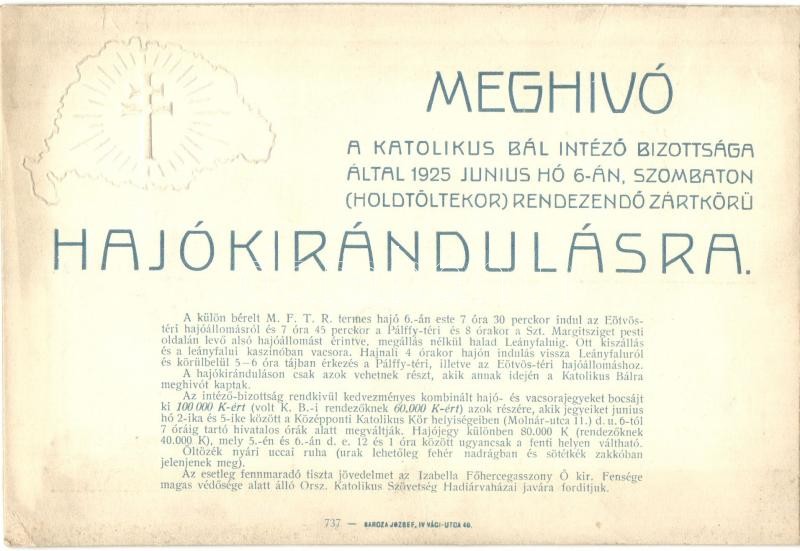 MEGHIVÓ
A KATOLIKUS BÁL INTÉZŐ BIZOTTSÁGA
ÁLTAL 1925 JUNIUS HÓ 6-ÁN, SZOMBATON
(HOLDTÖLTEKOR) RENDEZENDŐ ZÁRTKÖRÜ
HAJÓKIRÁNDULÁSRA.
A külön bérelt M. F. T. R. termes hajó 6.-án este 7 óra 30 perckor indul az Eötvös-
téri hajóállomásról és 7 óra 45 perckor a Pálffy-téri és 8 órakor a Szt. Margitsziget pesti
oldalán levő alsó hajóállomást érintve, megállás nélkül halad Leányfaluig. Ott kiszállás
és a leányfalui kaszinóban vacsora. Hajnali 4 órakor hajón indulás vissza Leányfaluról
és körülbelül 5—6 óra tájban érkezés a Pálffy-téri, illetve az Eötvös-téri hajóállomáshoz.
A hajókiránduláson csak azok vehetnek részt, akik annak idején a Katolikus Bálra
meghivót kaptak.
Az intéző-bizottság rendkivül kedvezményes kombinált hajó- és vacsorajegyeket bocsájt
ki 100 000 K-ért (volt K. B.-i rendezőknek 60,000 K-ért) azok részére, akik jegyeiket junius
hó 2-ika és 5-ike között a Középponti Katolikus Kör helyiségeiben (Molnár-utca 11.) d. u. 6-tól
7 óráig tartó hivatalos órák alatt megváltják. Hajójegy különben 80.000 K (rendezőknek
40.000 K), mely 5.-én és 6.-án d. e. 12 és 1 óra között ugyancsak a fenti helyen váltható.
Öltözék nyári uccai ruha (urak lehetőleg fehér nadrágban és sötétkék zakkóban
jelenjenek meg).
Az esetleg fennmaradó tiszta jövedelmet az Izabella Főhercegasszony Ő kir. Fensége
magas védősége alatt álló Orsz. Katolikus Szövetség Hadiárvaházai javára forditjuk.
737 — BAROZA JÓZSEF, IV VÁCI-UTCA 40.